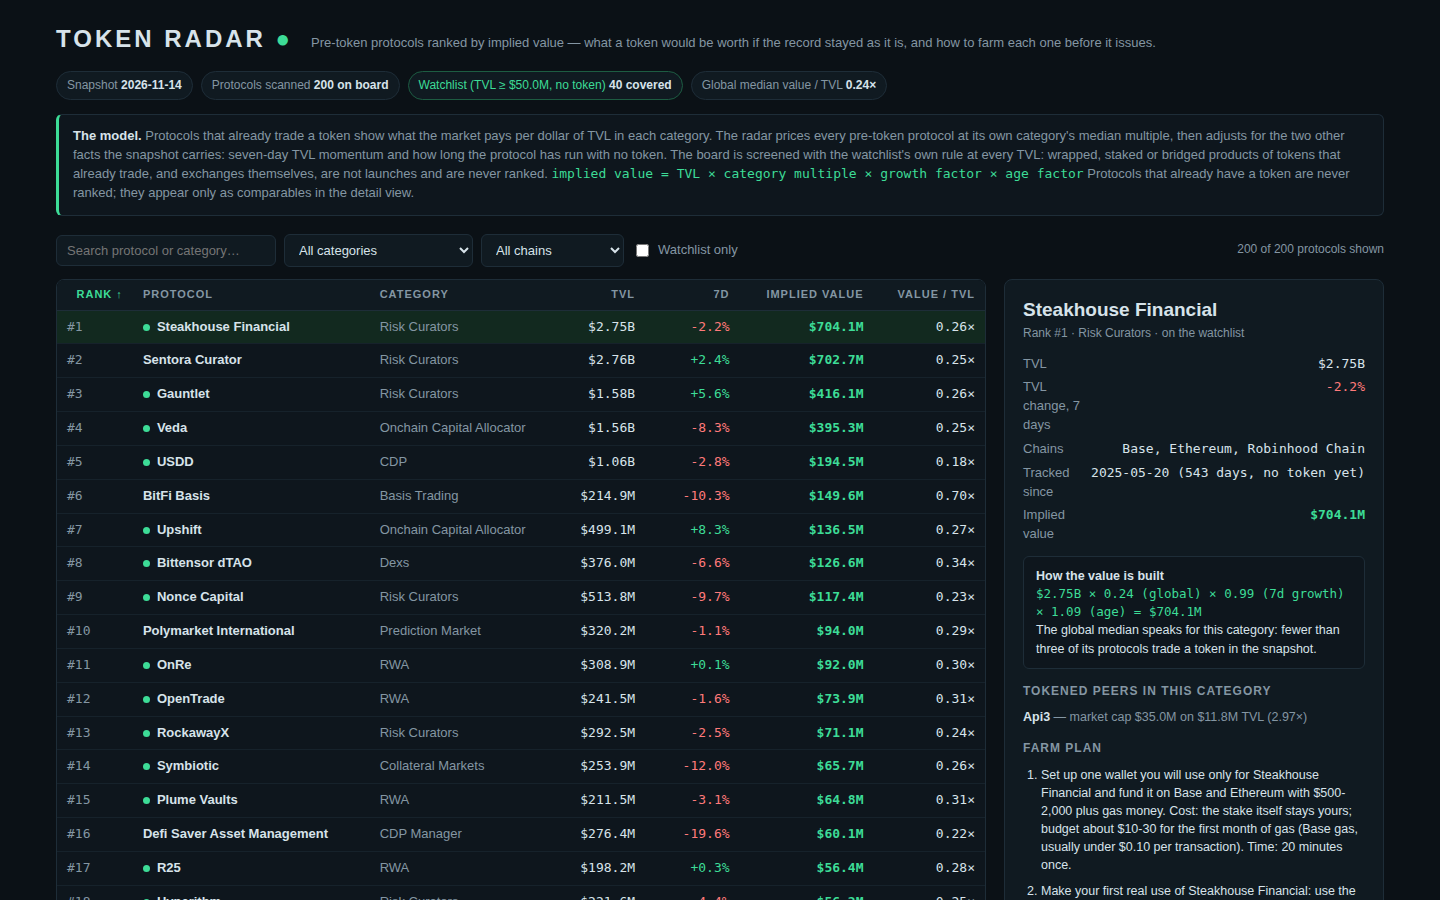 TOKEN RADAR
Pre-token protocols ranked by implied value — what a token would be worth if the record stayed as it is, and how to farm each one before it issues.
Snapshot 2026-11-14
Protocols scanned 200 on board
Watchlist (TVL ≥ $50.0M, no token) 40 covered
Global median value / TVL 0.24×
The model. Protocols that already trade a token show what the market pays per dollar of TVL in each category. The radar prices every pre-token protocol at its own category's median multiple, then adjusts for the two other
facts the snapshot carries: seven-day TVL momentum and how long the protocol has run with no token. The board is screened with the watchlist's own rule at every TVL: wrapped, staked or bridged products of tokens that
already trade, and exchanges themselves, are not launches and are never ranked. implied value = TVL × category multiple × growth factor × age factor Protocols that already have a token are never
ranked; they appear only as comparables in the detail view.
Search protocol or category…
All categories
All chains
Watchlist only
200 of 200 protocols shown
RANK ↑ PROTOCOL CATEGORY TVL 7D IMPLIED VALUE VALUE / TVL
#1 Steakhouse Financial Risk Curators $2.75B -2.2% $704.1M 0.26×
#2 Sentora Curator Risk Curators $2.76B +2.4% $702.7M 0.25×
#3 Gauntlet Risk Curators $1.58B +5.6% $416.1M 0.26×
#4 Veda Onchain Capital Allocator $1.56B -8.3% $395.3M 0.25×
#5 USDD CDP $1.06B -2.8% $194.5M 0.18×
#6 BitFi Basis Basis Trading $214.9M -10.3% $149.6M 0.70×
#7 Upshift Onchain Capital Allocator $499.1M +8.3% $136.5M 0.27×
#8 Bittensor dTAO Dexs $376.0M -6.6% $126.6M 0.34×
#9 Nonce Capital Risk Curators $513.8M -9.7% $117.4M 0.23×
#10 Polymarket International Prediction Market $320.2M -1.1% $94.0M 0.29×
#11 OnRe RWA $308.9M +0.1% $92.0M 0.30×
#12 OpenTrade RWA $241.5M -1.6% $73.9M 0.31×
#13 RockawayX Risk Curators $292.5M -2.5% $71.1M 0.24×
#14 Symbiotic Collateral Markets $253.9M -12.0% $65.7M 0.26×
#15 Plume Vaults RWA $211.5M -3.1% $64.8M 0.31×
#16 Defi Saver Asset Management CDP Manager $276.4M -19.6% $60.1M 0.22×
#17 R25 RWA $198.2M +0.3% $56.4M 0.28×
Steakhouse Financial
Rank #1 · Risk Curators · on the watchlist
TVL $2.75B
TVL change, 7 days -2.2%
Chains Base, Ethereum, Robinhood Chain
Tracked since 2025-05-20 (543 days, no token yet)
Implied value $704.1M
How the value is built
$2.75B × 0.24 (global) × 0.99 (7d growth)
× 1.09 (age) = $704.1M
The global median speaks for this category: fewer than
three of its protocols trade a token in the snapshot.
TOKENED PEERS IN THIS CATEGORY
Api3 — market cap $35.0M on $11.8M TVL (2.97×)
FARM PLAN
1. Set up one wallet you will use only for Steakhouse
Financial and fund it on Base and Ethereum with $500-
2,000 plus gas money. Cost: the stake itself stays yours;
budget about $10-30 for the first month of gas (Base gas,
usually under $0.10 per transaction). Time: 20 minutes
once.
2. Make your first real use of Steakhouse Financial: use the